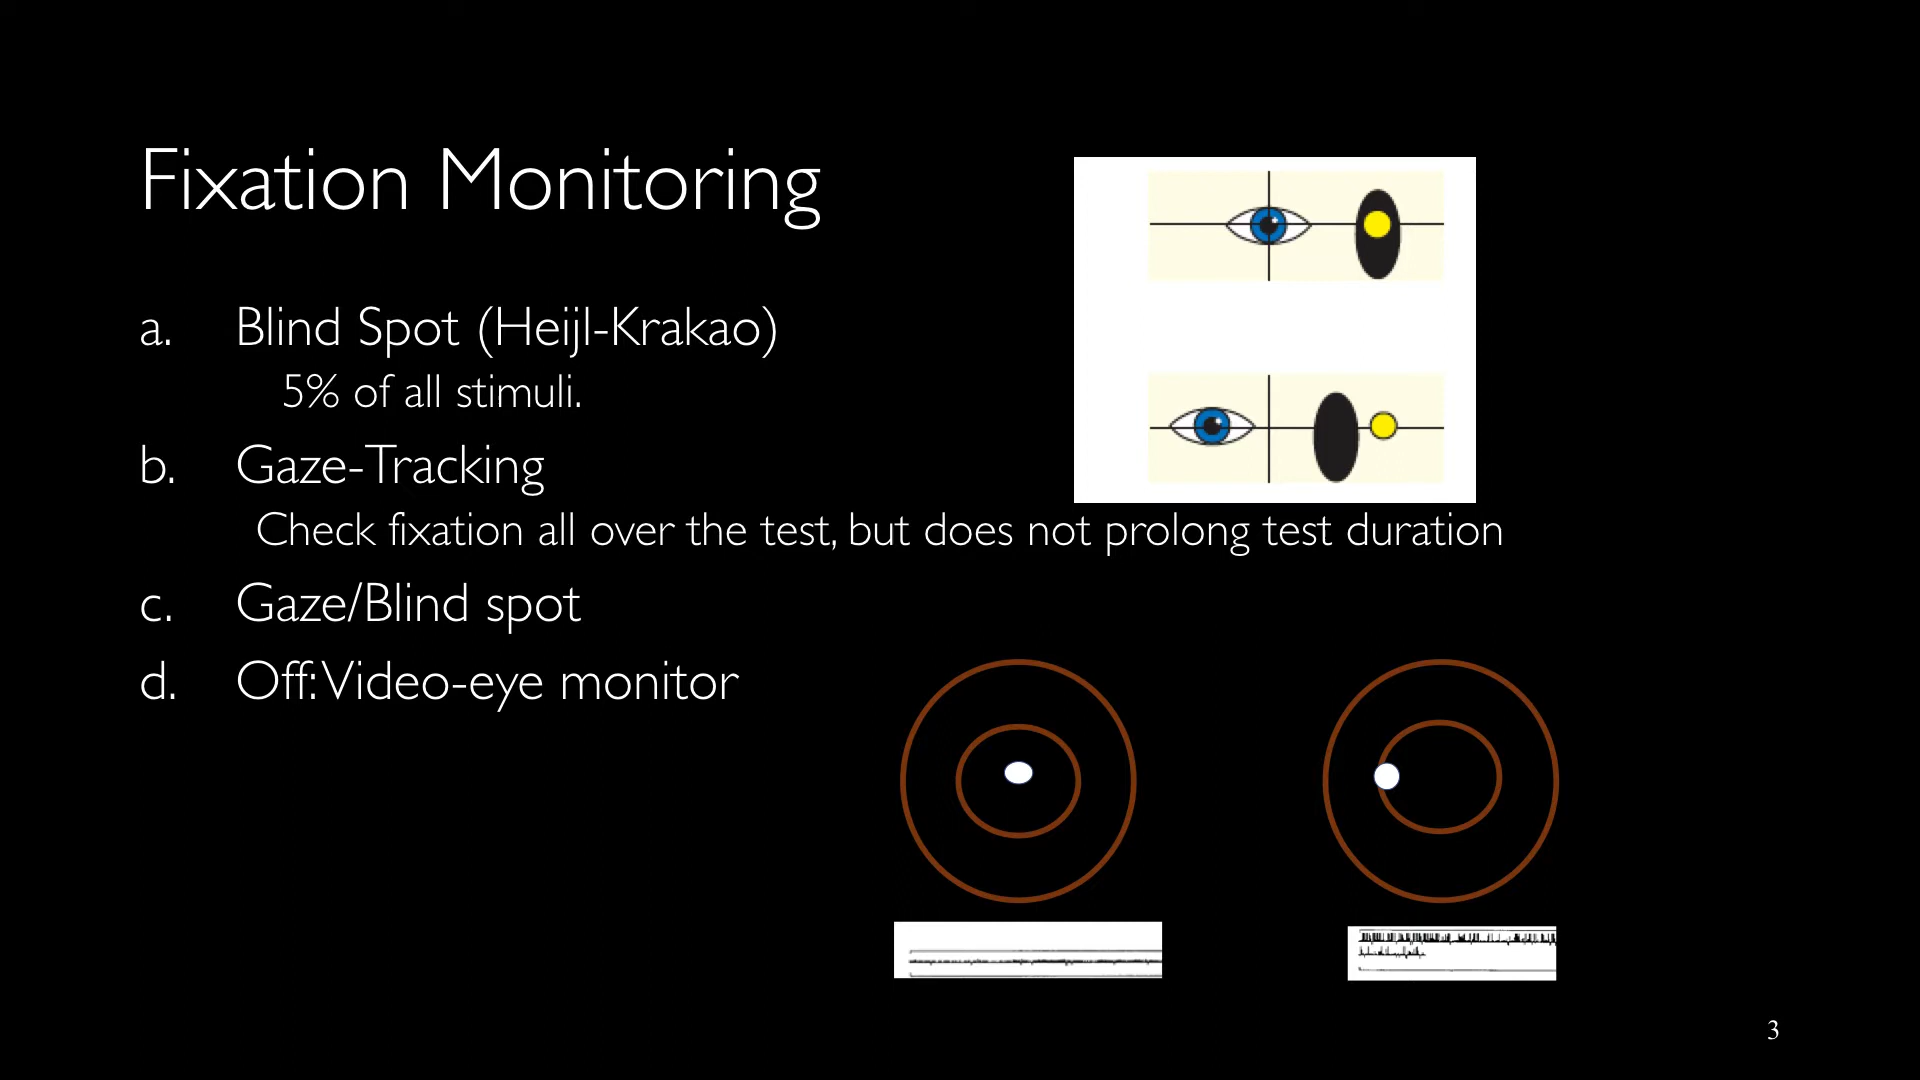 Fixation Monitoring
a. Blind Spot (Heijl-Krakao)
5% of all stimuli.
b. Gaze-Tracking
Check fixation all over the test, but does not prolong test duration
c. Gaze/Blind spot
d. Off: Video-eye monitor
3